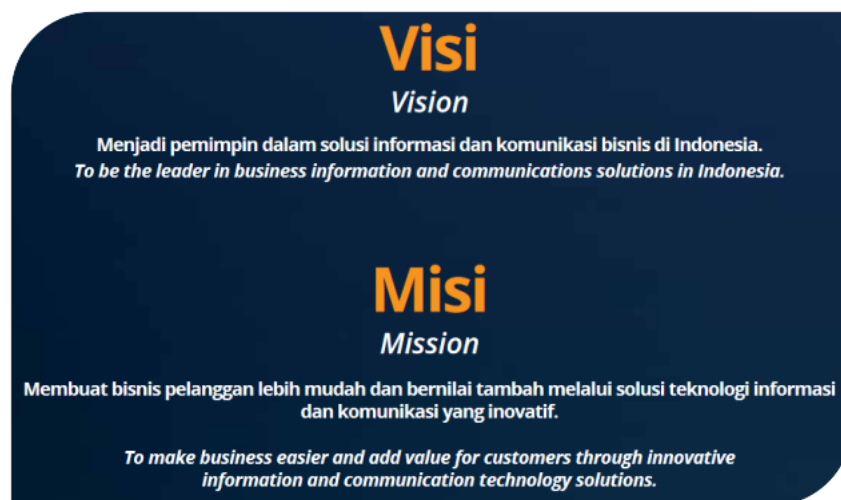 Visi
Vision
Menjadi pemimpin dalam solusi informasi dan komunikasi bisnis di Indonesia.
To be the leader in business information and communications solutions in Indonesia.
Misi
Mission
Membuat bisnis pelanggan lebih mudah dan bernilai tambah melalui solusi teknologi informasi
dan komunikasi yang inovatif.
To make business easier and add value for customers through innovative
information and communication technology solutions.